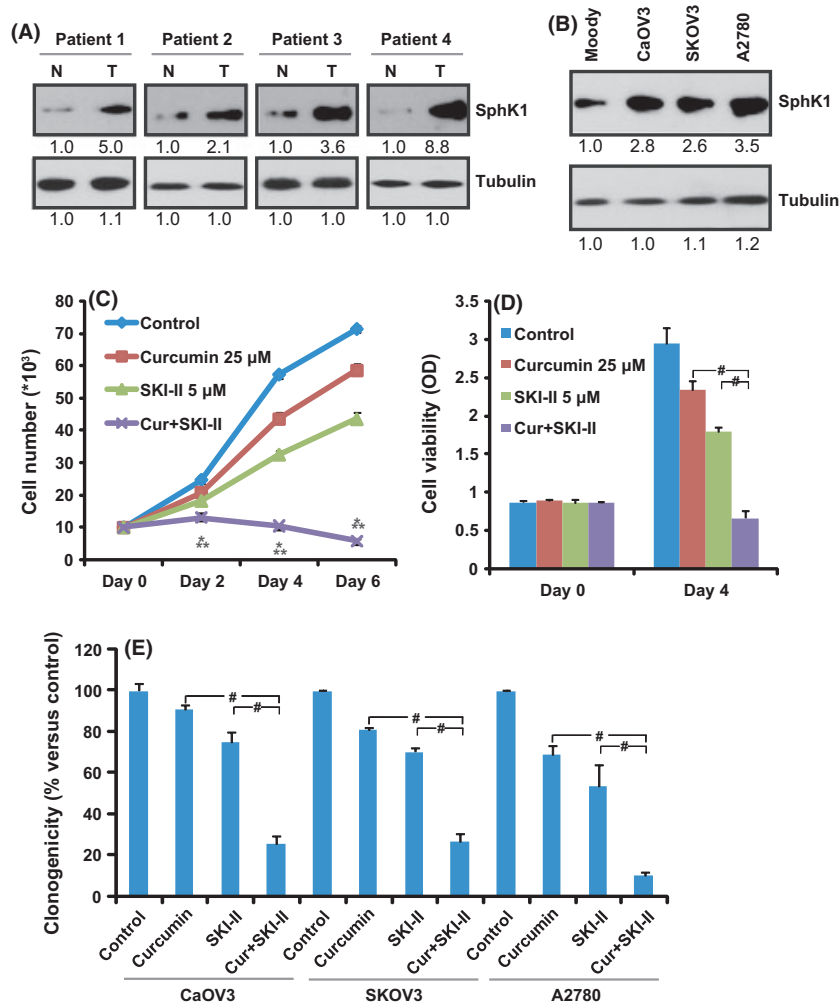 (A)
Patient 1 Patient 2 Patient 3 Patient 4
N T N T N T N T
SphK1
1.0 5.0 1.0 2.1 1.0 3.6 1.0 8.8
Tubulin
1.0 1.1 1.0 1.0 1.0 1.0 1.0 1.0
(B)
Moody CaOV3 SKOV3 A2780
SphK1
1.0 2.8 2.6 3.5
Tubulin
1.0 1.0 1.1 1.2
(C)
Cell number (*10³)
80
70
60
50
40
30
20
10
0
Control
Curcumin 25 µM
SKI-II 5 µM
Cur+SKI-II
*
**
*
**
*
**
Day 0 Day 2 Day 4 Day 6
(D)
Cell viability (OD)
3.5
3
2.5
2
1.5
1
0.5
0
Control
Curcumin 25 µM
SKI-II 5 µM
Cur+SKI-II
#
#
Day 0 Day 4
(E)
Clonogenicity (% versus control)
120
100
80
60
40
20
0
# # #
# # #
Control Curcumin SKI-II Cur+SKI-II Control Curcumin SKI-II Cur+SKI-II Control Curcumin SKI-II Cur+SKI-II
CaOV3 SKOV3 A2780